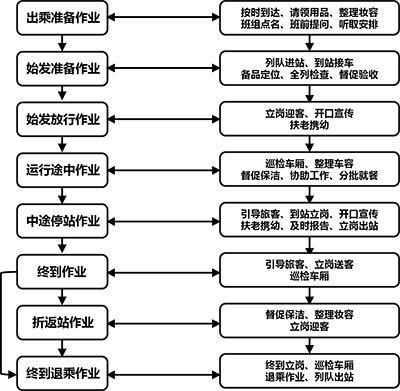 出乘准备作业
按时到达、请领用品、整理妆容
班组点名、班前提问、听取安排
始发准备作业
列队进站、到站接车
备品定位、全列检查、督促验收
始发放行作业
立岗迎客、开口宣传
扶老携幼
运行途中作业
巡检车厢、整理车容
督促保洁、协助工作、分批就餐
中途停站作业
引导旅客、到站立岗、开口宣传
扶老携幼、及时报告、立岗出站
终到作业
引导旅客、立岗送客
巡检车厢
折返站作业
督促保洁、整理妆容
立岗迎客
终到退乘作业
终到立岗、巡检车厢
退乘作业、列队出站